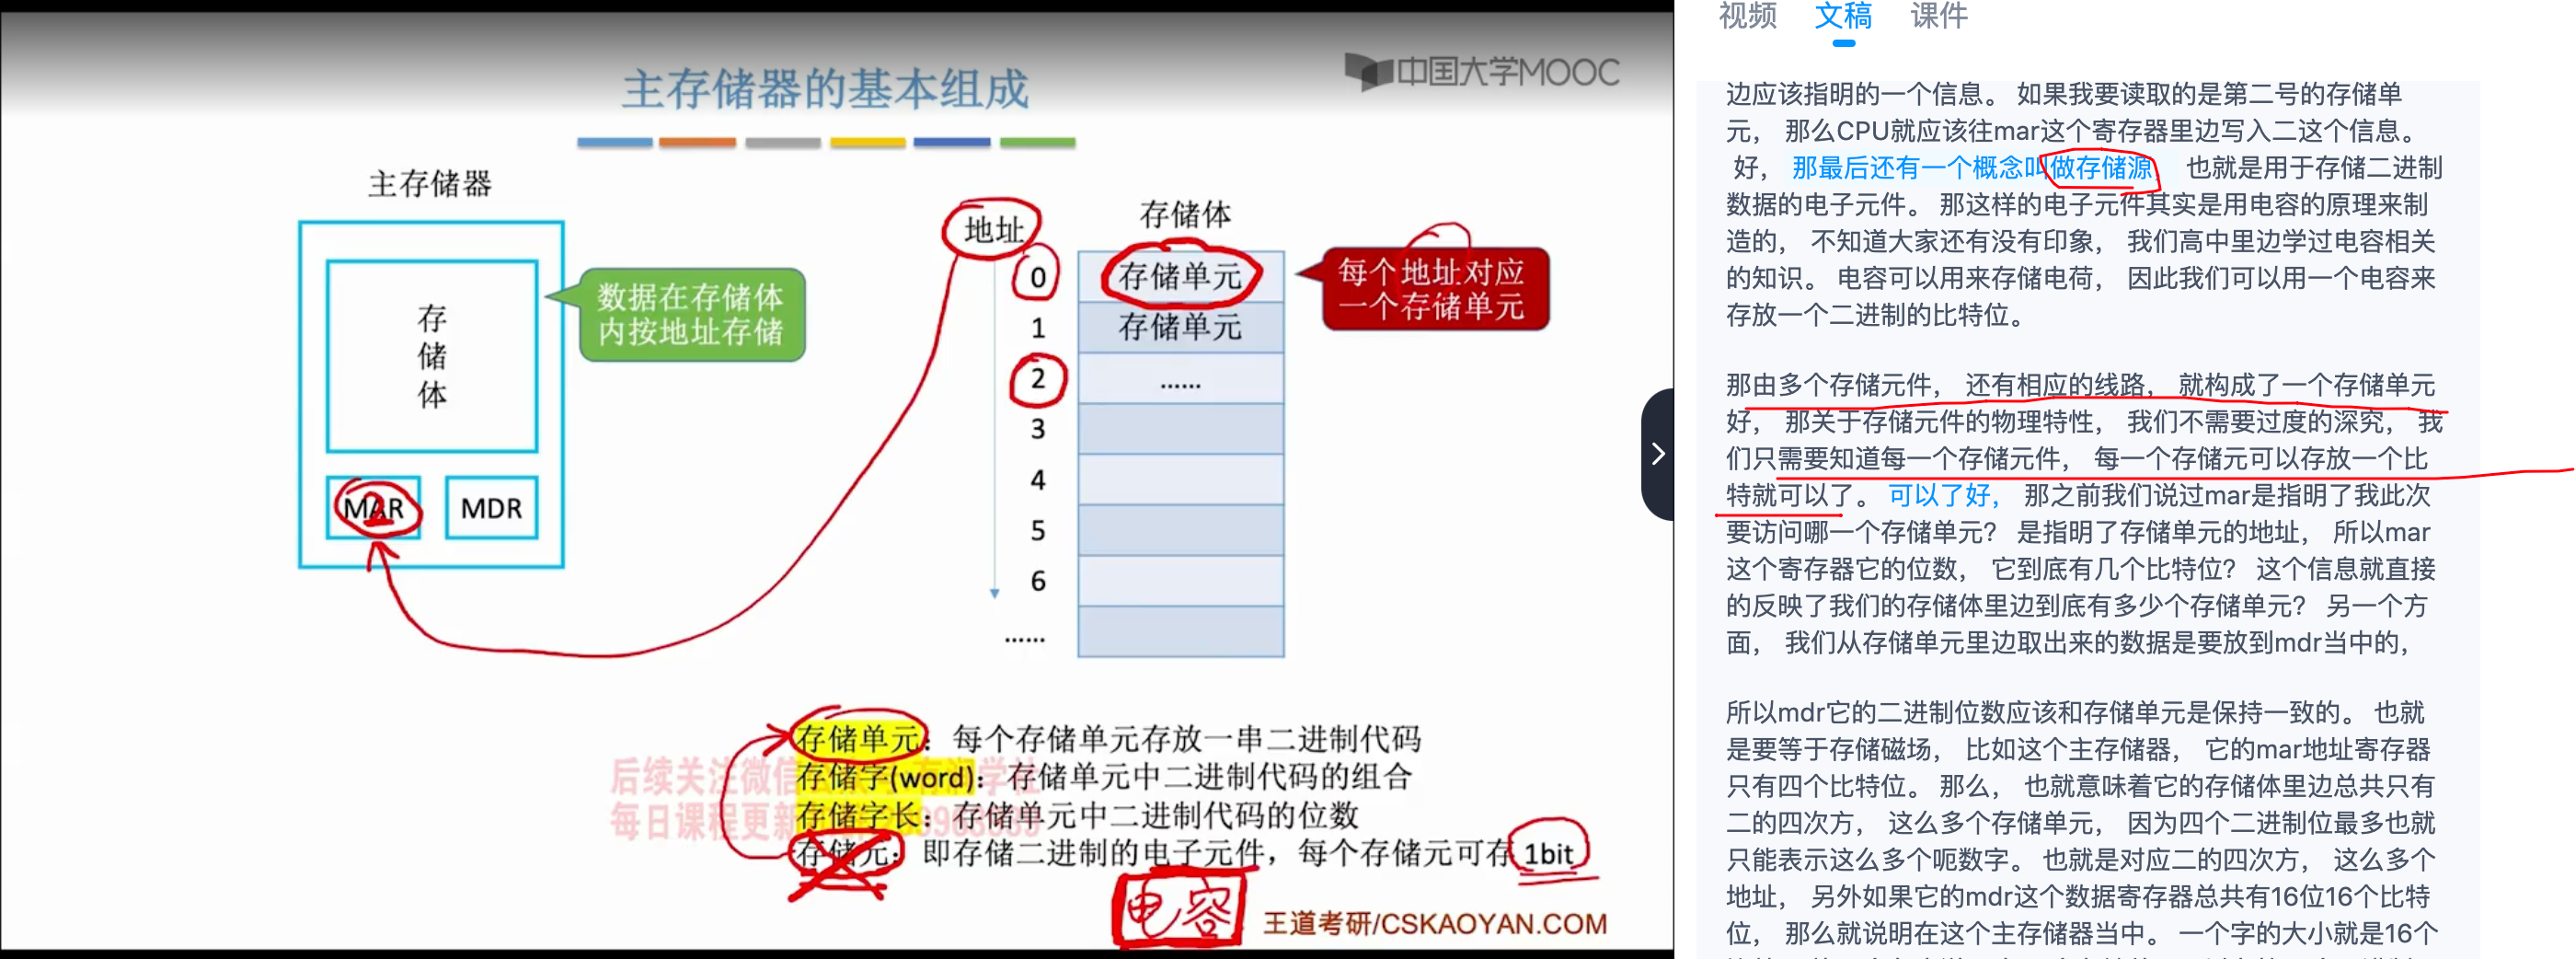 中国大学MOOC
主存储器的基本组成
主存储器
存储体
MAR
2
MDR
数据在存储体
内按地址存储
地址
0
1
2
3
4
5
6
……
存储体
存储单元
存储单元
……
每个地址对应
一个存储单元
存储单元：每个存储单元存放一串二进制代码
存储字(word)：存储单元中二进制代码的组合
存储字长：存储单元中二进制代码的位数
存储元：即存储二进制的电子元件，每个存储元可存1bit
后续关注微信
学社
每日课程更新
电容
王道考研/CSKAOYAN.COM
视频 文稿 课件
边应该指明的一个信息。 如果我要读取的是第二号的存储单
元， 那么CPU就应该往mar这个寄存器里边写入二这个信息。
好， 那最后还有一个概念叫做存储源， 也就是用于存储二进制
数据的电子元件。 那这样的电子元件其实是用电容的原理来制
造的， 不知道大家还有没有印象， 我们高中里边学过电容相关
的知识。 电容可以用来存储电荷， 因此我们可以用一个电容来
存放一个二进制的比特位。
那由多个存储元件， 还有相应的线路， 就构成了一个存储单元
好， 那关于存储元件的物理特性， 我们不需要过度的深究， 我
们只需要知道每一个存储元件， 每一个存储元可以存放一个比
特就可以了。 可以了好， 那之前我们说过mar是指明了我此次
要访问哪一个存储单元？ 是指明了存储单元的地址， 所以mar
这个寄存器它的位数， 它到底有几个比特位？ 这个信息就直接
的反映了我们的存储体里边到底有多少个存储单元？ 另一个方
面， 我们从存储单元里边取出来的数据是要放到mdr当中的，
所以mdr它的二进制位数应该和存储单元是保持一致的。 也就
是要等于存储磁场， 比如这个主存储器， 它的mar地址寄存器
只有四个比特位。 那么， 也就意味着它的存储体里边总共只有
二的四次方， 这么多个存储单元， 因为四个二进制位最多也就
只能表示这么多个呃数字。 也就是对应二的四次方， 这么多个
地址， 另外如果它的mdr这个数据寄存器总共有16位16个比特
位， 那么就说明在这个主存储器当中。 一个字的大小就是16个